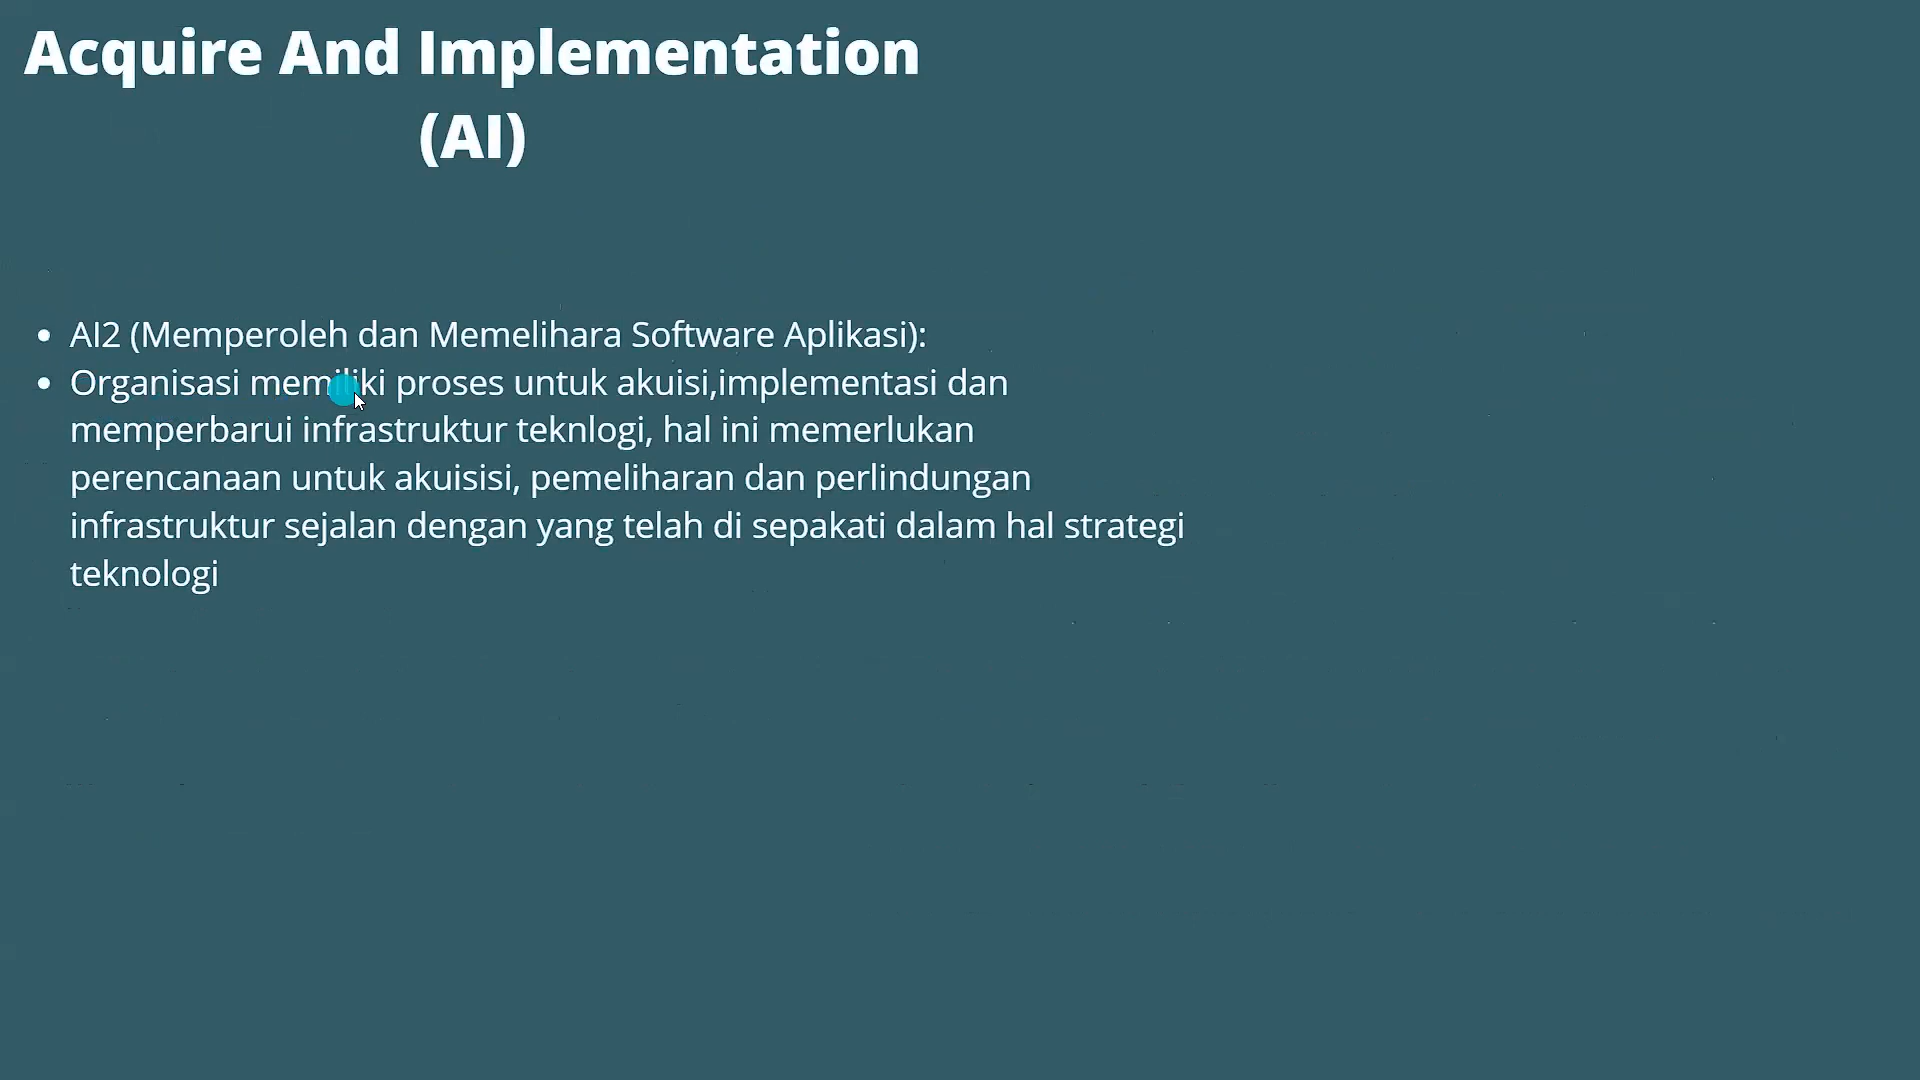 Acquire And Implementation
(AI)
• AI2 (Memperoleh dan Memelihara Software Aplikasi):
• Organisasi memiliki proses untuk akuisi,implementasi dan
memperbarui infrastruktur teknlogi, hal ini memerlukan
perencanaan untuk akuisisi, pemeliharan dan perlindungan
infrastruktur sejalan dengan yang telah di sepakati dalam hal strategi
teknologi